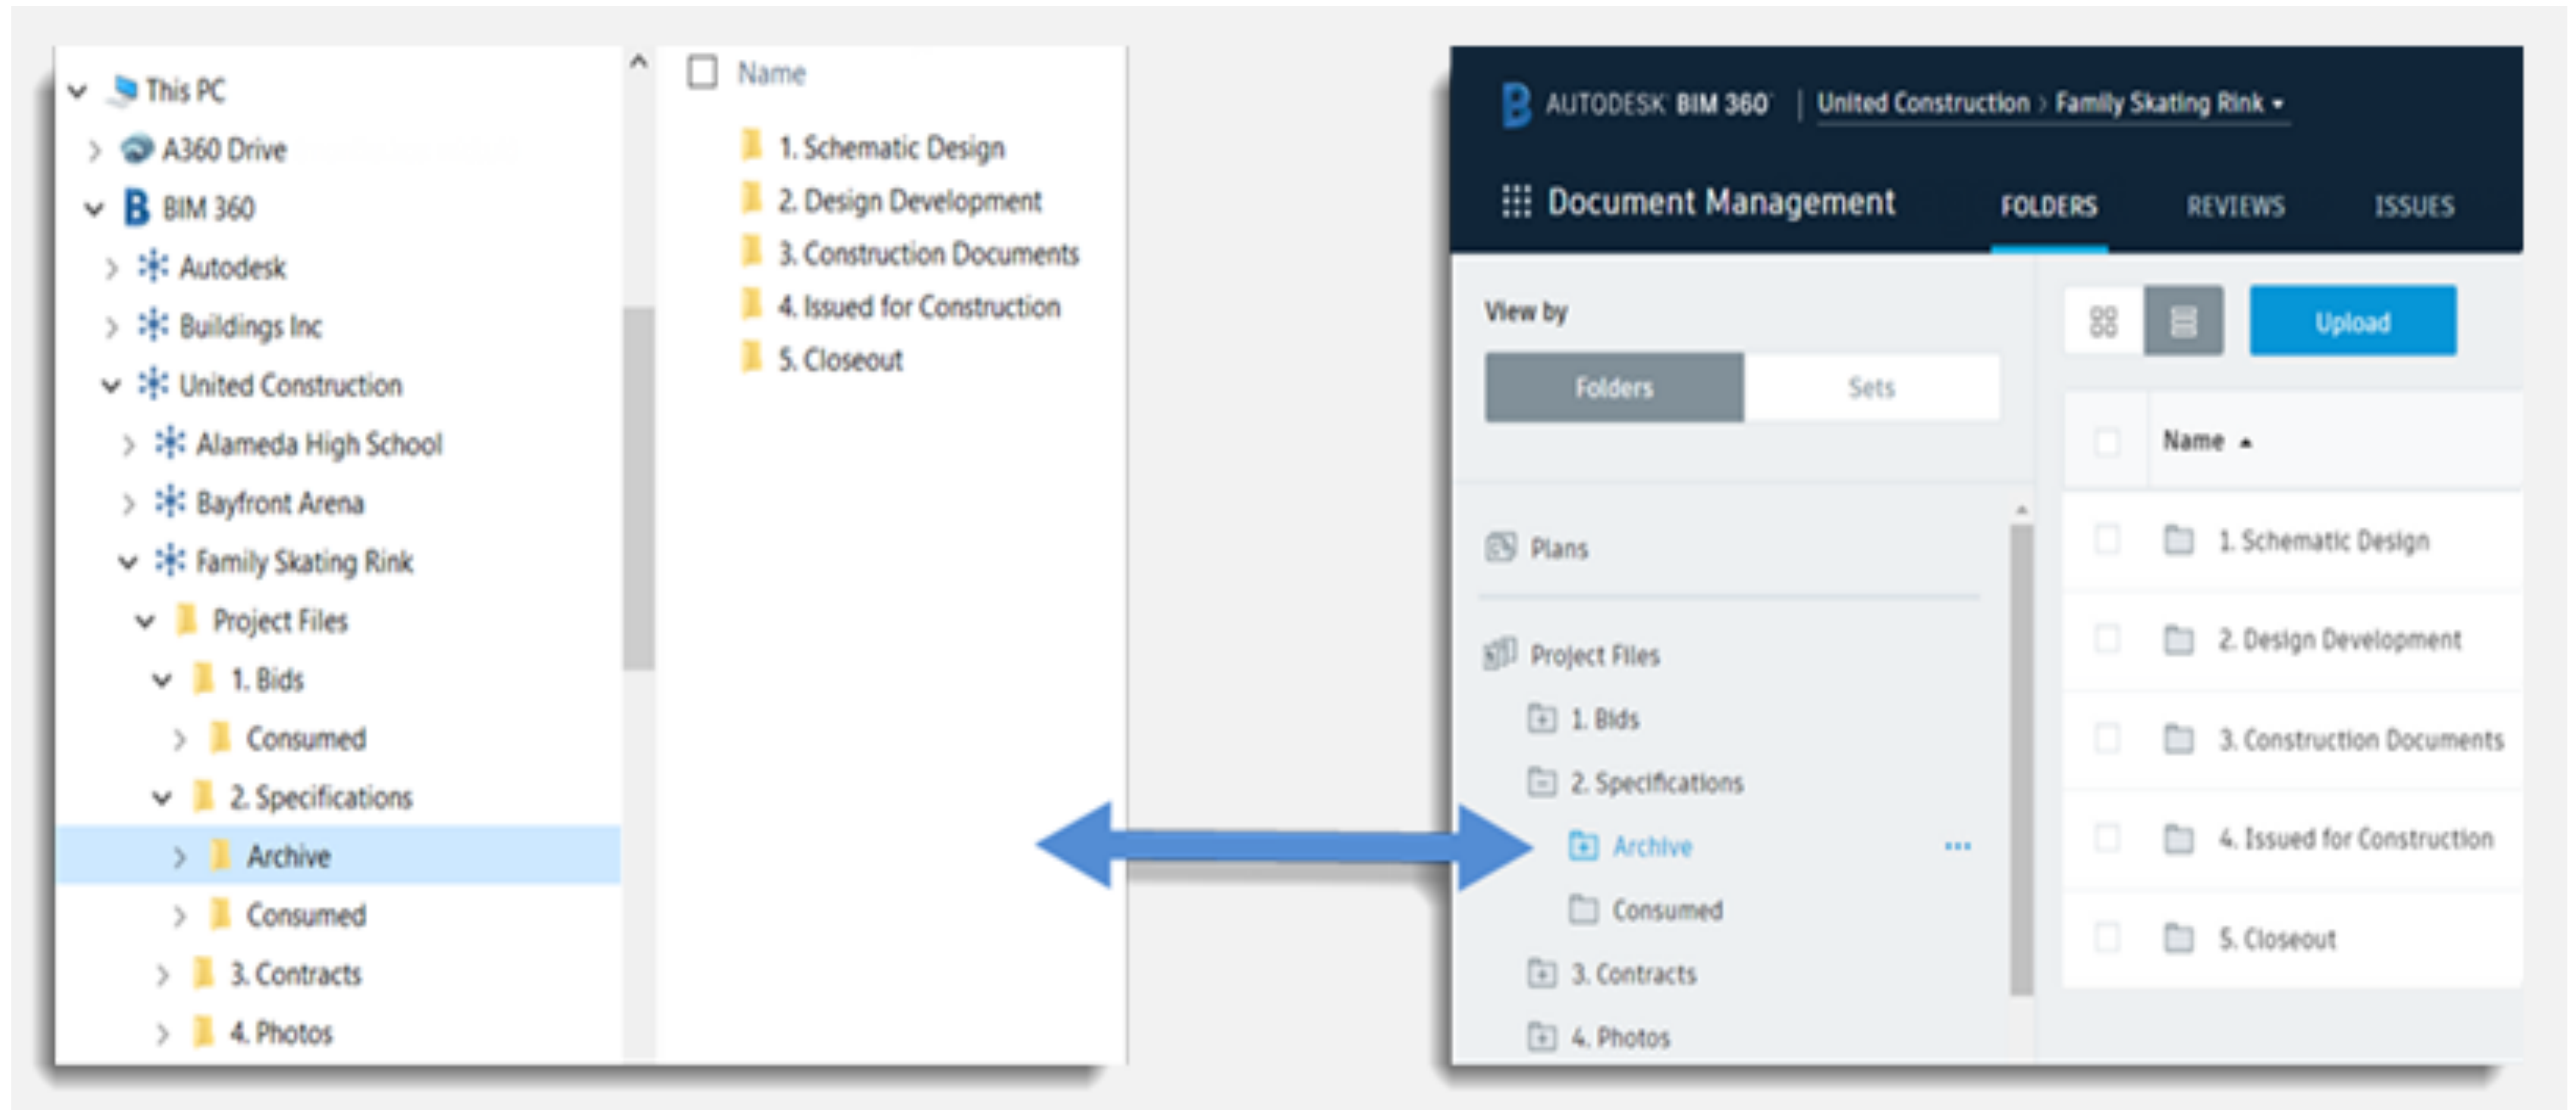 This PC
A360 Drive
BIM 360
Autodesk
Buildings Inc
United Construction
Alameda High School
Bayfront Arena
Family Skating Rink
Project Files
1. Bids
Consumed
2. Specifications
Archive
Consumed
3. Contracts
4. Photos
Name
1. Schematic Design
2. Design Development
3. Construction Documents
4. Issued for Construction
5. Closeout
AUTODESK BIM 360 | United Construction > Family Skating Rink
Document Management FOLDERS REVIEWS ISSUES
View by
Folders Sets
Plans
Project Files
1. Bids
2. Specifications
Archive ...
Consumed
3. Contracts
4. Photos
Upload
Name
1. Schematic Design
2. Design Development
3. Construction Documents
4. Issued for Construction
5. Closeout